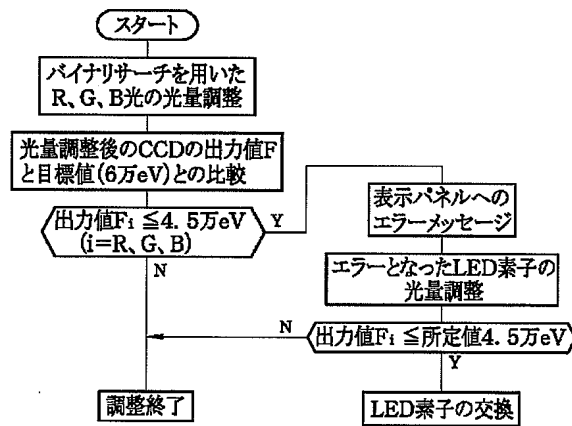 スタート
バイナリサーチを用いた
R、G、B光の光量調整
光量調整後のCCDの出力値F
と目標値(6万eV)との比較
出力値Fi≦4.5万eV
(i=R、G、B)
Y
N
表示パネルへの
エラーメッセージ
エラーとなったLED素子の
光量調整
出力値Fi≦所定値4.5万eV
N
Y
調整終了
LED素子の交換